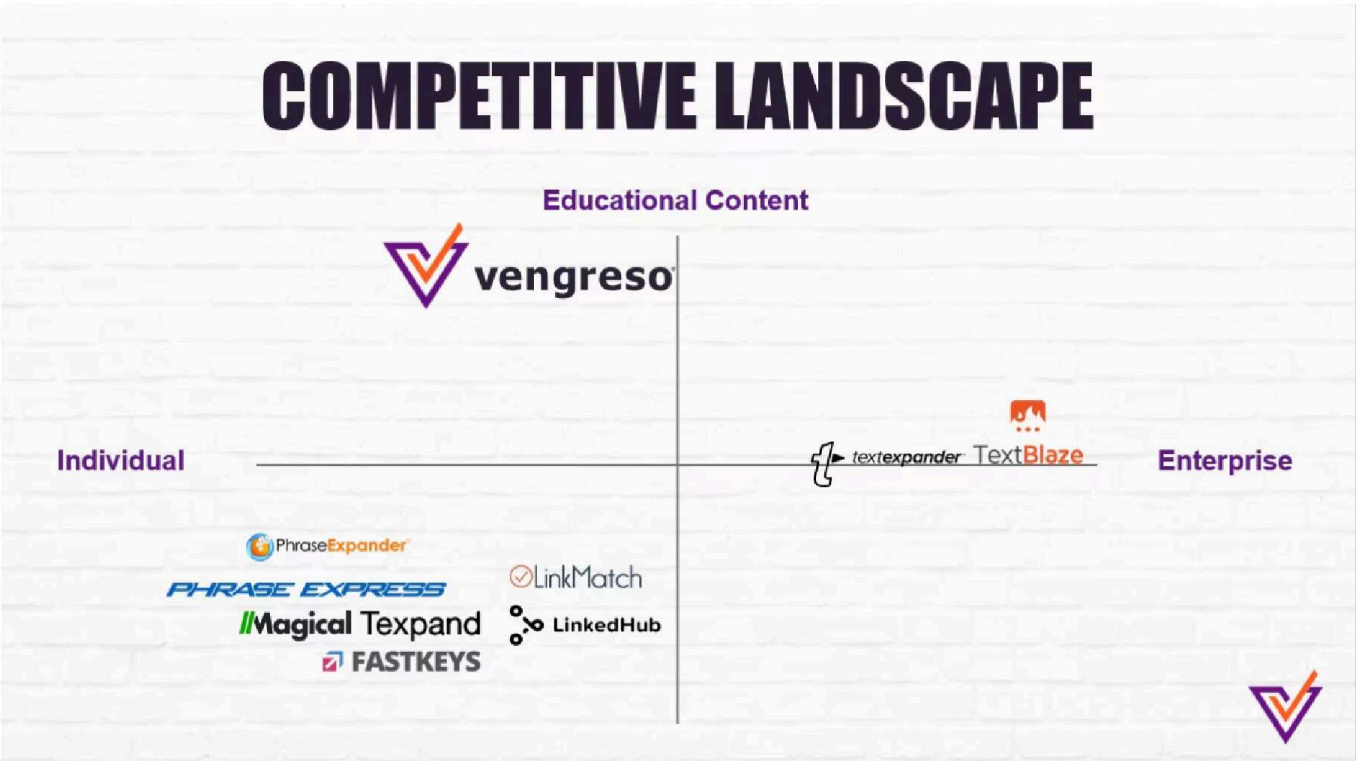 COMPETITIVE LANDSCAPE
Educational Content
vengreso
Individual
textexpander
TextBlaze
Enterprise
PhraseExpander
PHRASE EXPRESS
Magical Texpand
FASTKEYS
LinkMatch
LinkedHub